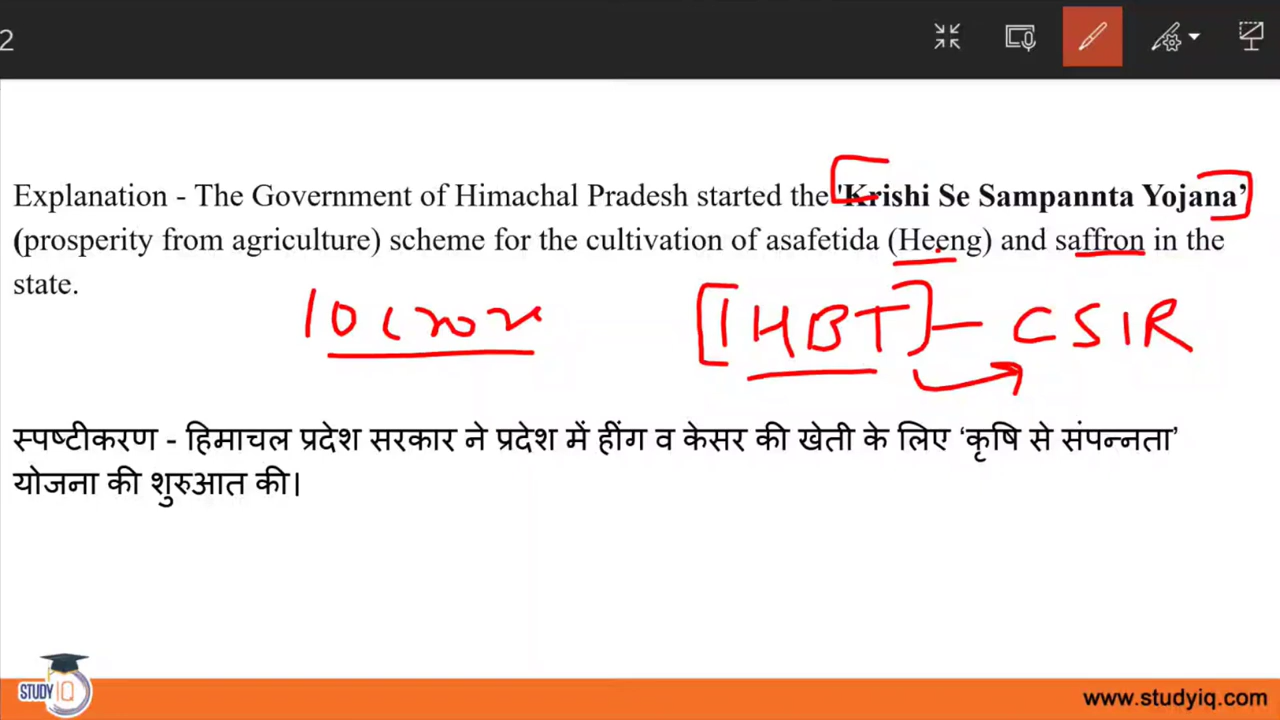 2
Explanation - The Government of Himachal Pradesh started the 'Krishi Se Sampannta Yojana’
(prosperity from agriculture) scheme for the cultivation of asafetida (Heeng) and saffron in the
state.
10 crore [IHBT] - CSIR
स्पष्टीकरण - हिमाचल प्रदेश सरकार ने प्रदेश में हींग व केसर की खेती के लिए ‘कृषि से संपन्नता’
योजना की शुरुआत की।
STUDY IQ
www.studyiq.com